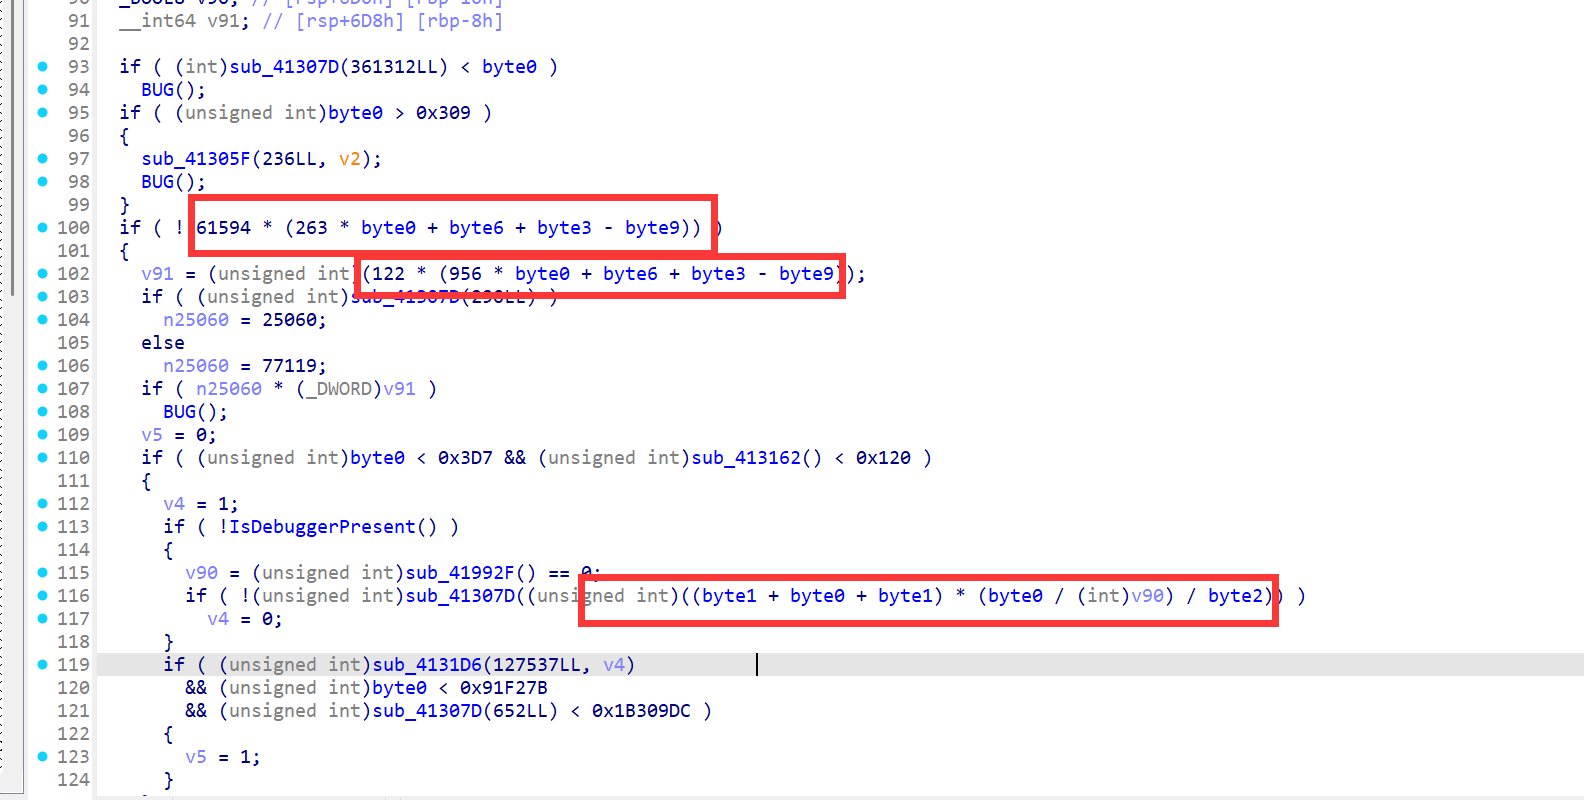 91 __int64 v91; // [rsp+6D8h] [rbp-8h]
92
93 if ( (int)sub_41307D(361312LL) < byte0 )
94 BUG();
95 if ( (unsigned int)byte0 > 0x309 )
96 {
97 sub_41305F(236LL, v2);
98 BUG();
99 }
100 if ( ! 61594 * (263 * byte0 + byte6 + byte3 - byte9)) )
101 {
102 v91 = (unsigned int)(122 * (956 * byte0 + byte6 + byte3 - byte9));
103 if ( (unsigned int)sub_41307D(290LL) )
104 n25060 = 25060;
105 else
106 n25060 = 77119;
107 if ( n25060 * (_DWORD)v91 )
108 BUG();
109 v5 = 0;
110 if ( (unsigned int)byte0 < 0x3D7 && (unsigned int)sub_413162() < 0x120 )
111 {
112 v4 = 1;
113 if ( !IsDebuggerPresent() )
114 {
115 v90 = (unsigned int)sub_41992F() == 0;
116 if ( !(unsigned int)sub_41307D((unsigned int)((byte1 + byte0 + byte1) * (byte0 / (int)v90) / byte2)) )
117 v4 = 0;
118 }
119 if ( (unsigned int)sub_4131D6(127537LL, v4)
120 && (unsigned int)byte0 < 0x91F27B
121 && (unsigned int)sub_41307D(652LL) < 0x1B309DC )
122 {
123 v5 = 1;
124 }